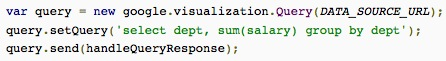 var query = new google.visualization.Query(DATA_SOURCE_URL);
query.setQuery('select dept, sum(salary) group by dept');
query.send(handleQueryResponse);